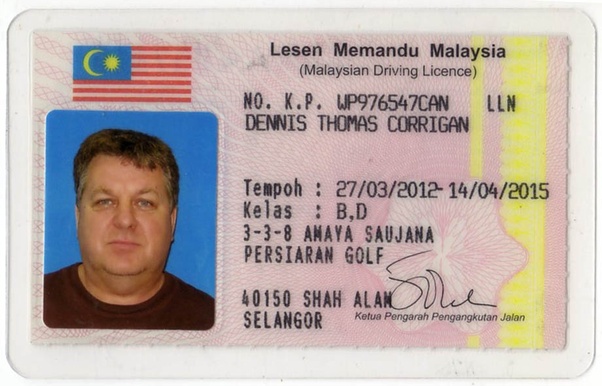 Lesen Memandu Malaysia
(Malaysian Driving Licence)
NO. K.P. WP976547CAN LLN
DENNIS THOMAS CORRIGAN
Tempoh : 27/03/2012-14/04/2015
Kelas : B,D
3-3-8 AMAYA SAUJANA
PERSIARAN GOLF
40150 SHAH ALAM
SELANGOR
Ketua Pengarah Pengangkutan Jalan